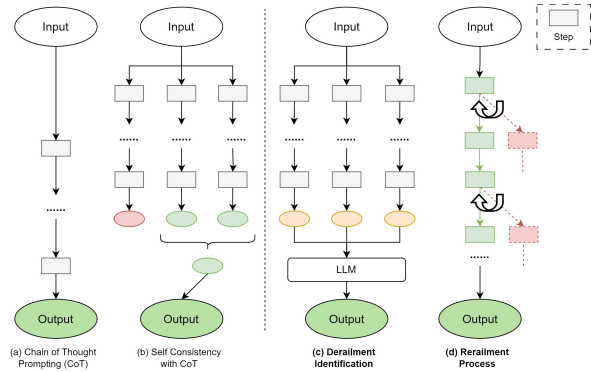 Input
Input
Input
Input
Step
......
......
......
......
......
......
......
......
LLM
Output
Output
Output
Output
(a) Chain of Thought
Prompting (CoT)
(b) Self Consistency
with CoT
(c) Derailment
Identification
(d) Rerailment
Process